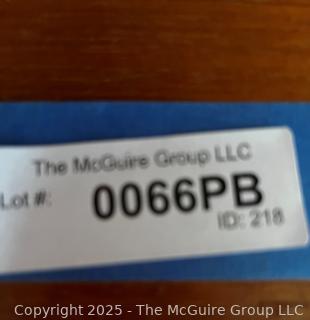 The McGuire Group LLC
Lot #: 0066PB
ID: 218
Copyright 2025 - The McGuire Group LLC